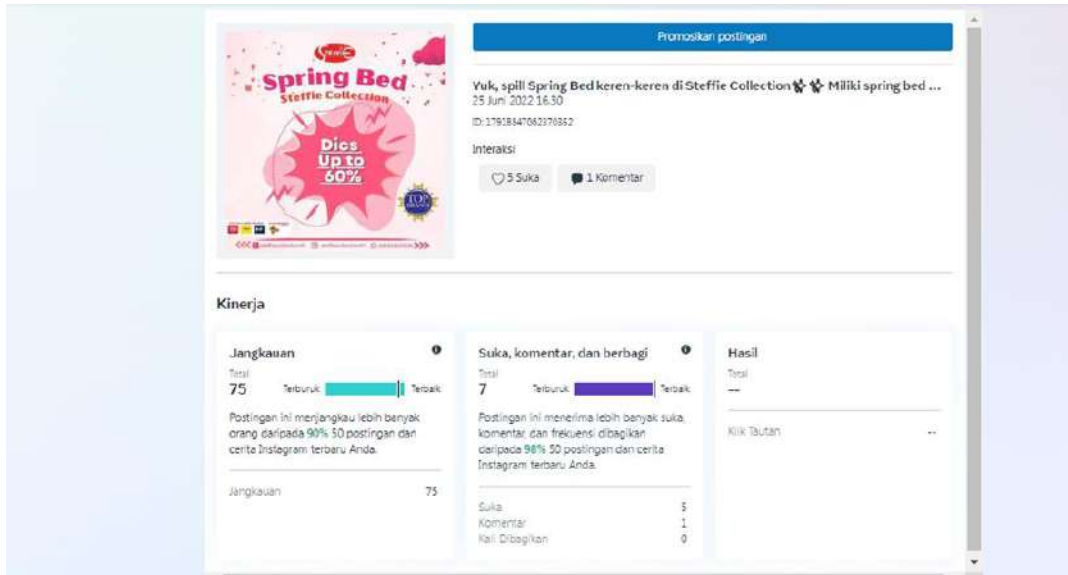 Promosikan postingan
Spring Bed
Steffie Collection
Dics
Up to
60%
TOP
Yuk, spill Spring Bed keren-keren di Steffie Collection Miliki spring bed ...
25 Juni 2022 16.30
ID: 17918847062370362
Interaksi
5 Suka
1 Komentar
Kinerja
Jangkauan
Total
75
Terburuk
Terbaik
Postingan ini menjangkau lebih banyak
orang daripada 90% 50 postingan dan
cerita Instagram terbaru Anda.
Jangkauan 75
Suka, komentar, dan berbagi
Total
7
Terburuk
Terbaik
Postingan ini menerima lebih banyak suka,
komentar, dan frekuensi dibagikan
daripada 98% 50 postingan dan cerita
Instagram terbaru Anda.
Suka 5
Komentar 1
Kali Dibagikan 0
Hasil
Total
--
Klik Tautan --